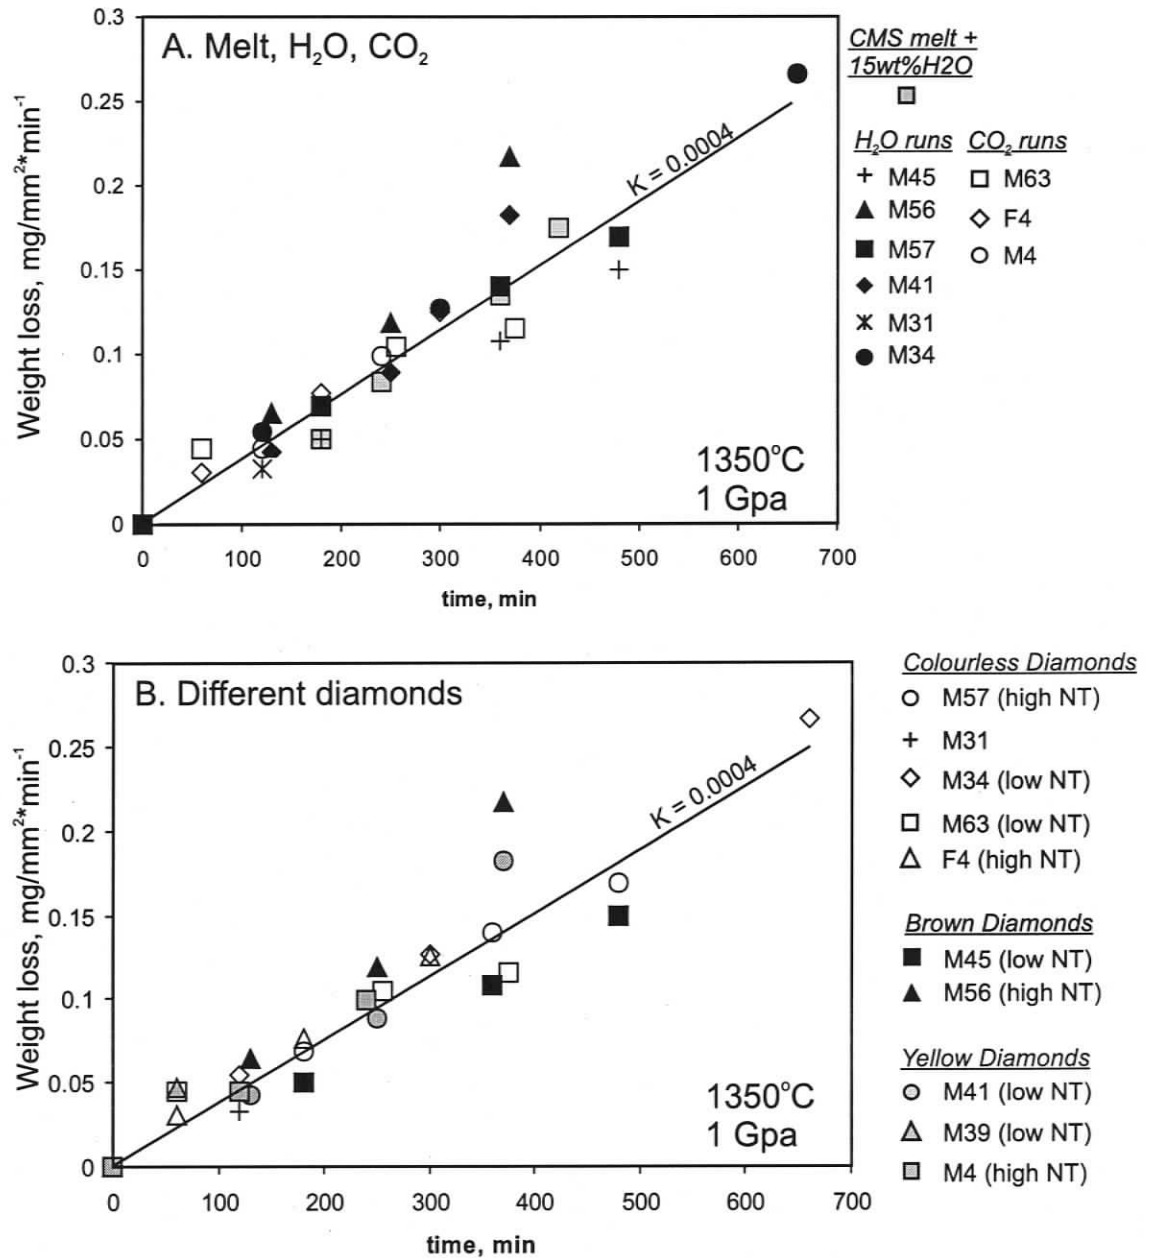 A. Melt, H₂O, CO₂
0.3
0.25
0.2
0.15
0.1
0.05
0
Weight loss, mg/mm²*min⁻¹
K = 0.0004
1350°C
1 Gpa
0 100 200 300 400 500 600 700
time, min
CMS melt +
15wt%H2O
H₂O runs
M45
M56
M57
M41
M31
M34
CO₂ runs
M63
F4
M4
B. Different diamonds
0.3
0.25
0.2
0.15
0.1
0.05
0
Weight loss, mg/mm²*min⁻¹
K = 0.0004
1350°C
1 Gpa
0 100 200 300 400 500 600 700
time, min
Colourless Diamonds
M57 (high NT)
M31
M34 (low NT)
M63 (low NT)
F4 (high NT)
Brown Diamonds
M45 (low NT)
M56 (high NT)
Yellow Diamonds
M41 (low NT)
M39 (low NT)
M4 (high NT)